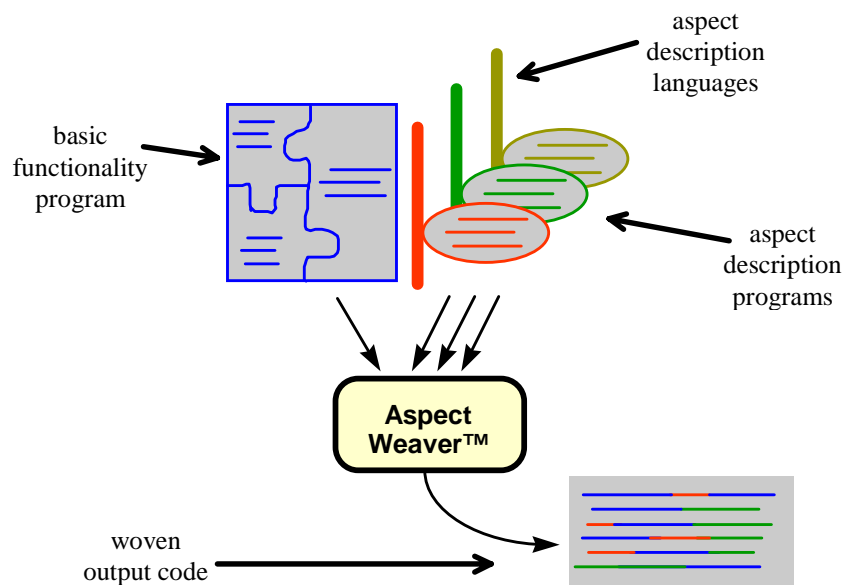 aspect
description
languages
basic
functionality
program
aspect
description
programs
Aspect
Weaver™
woven
output code